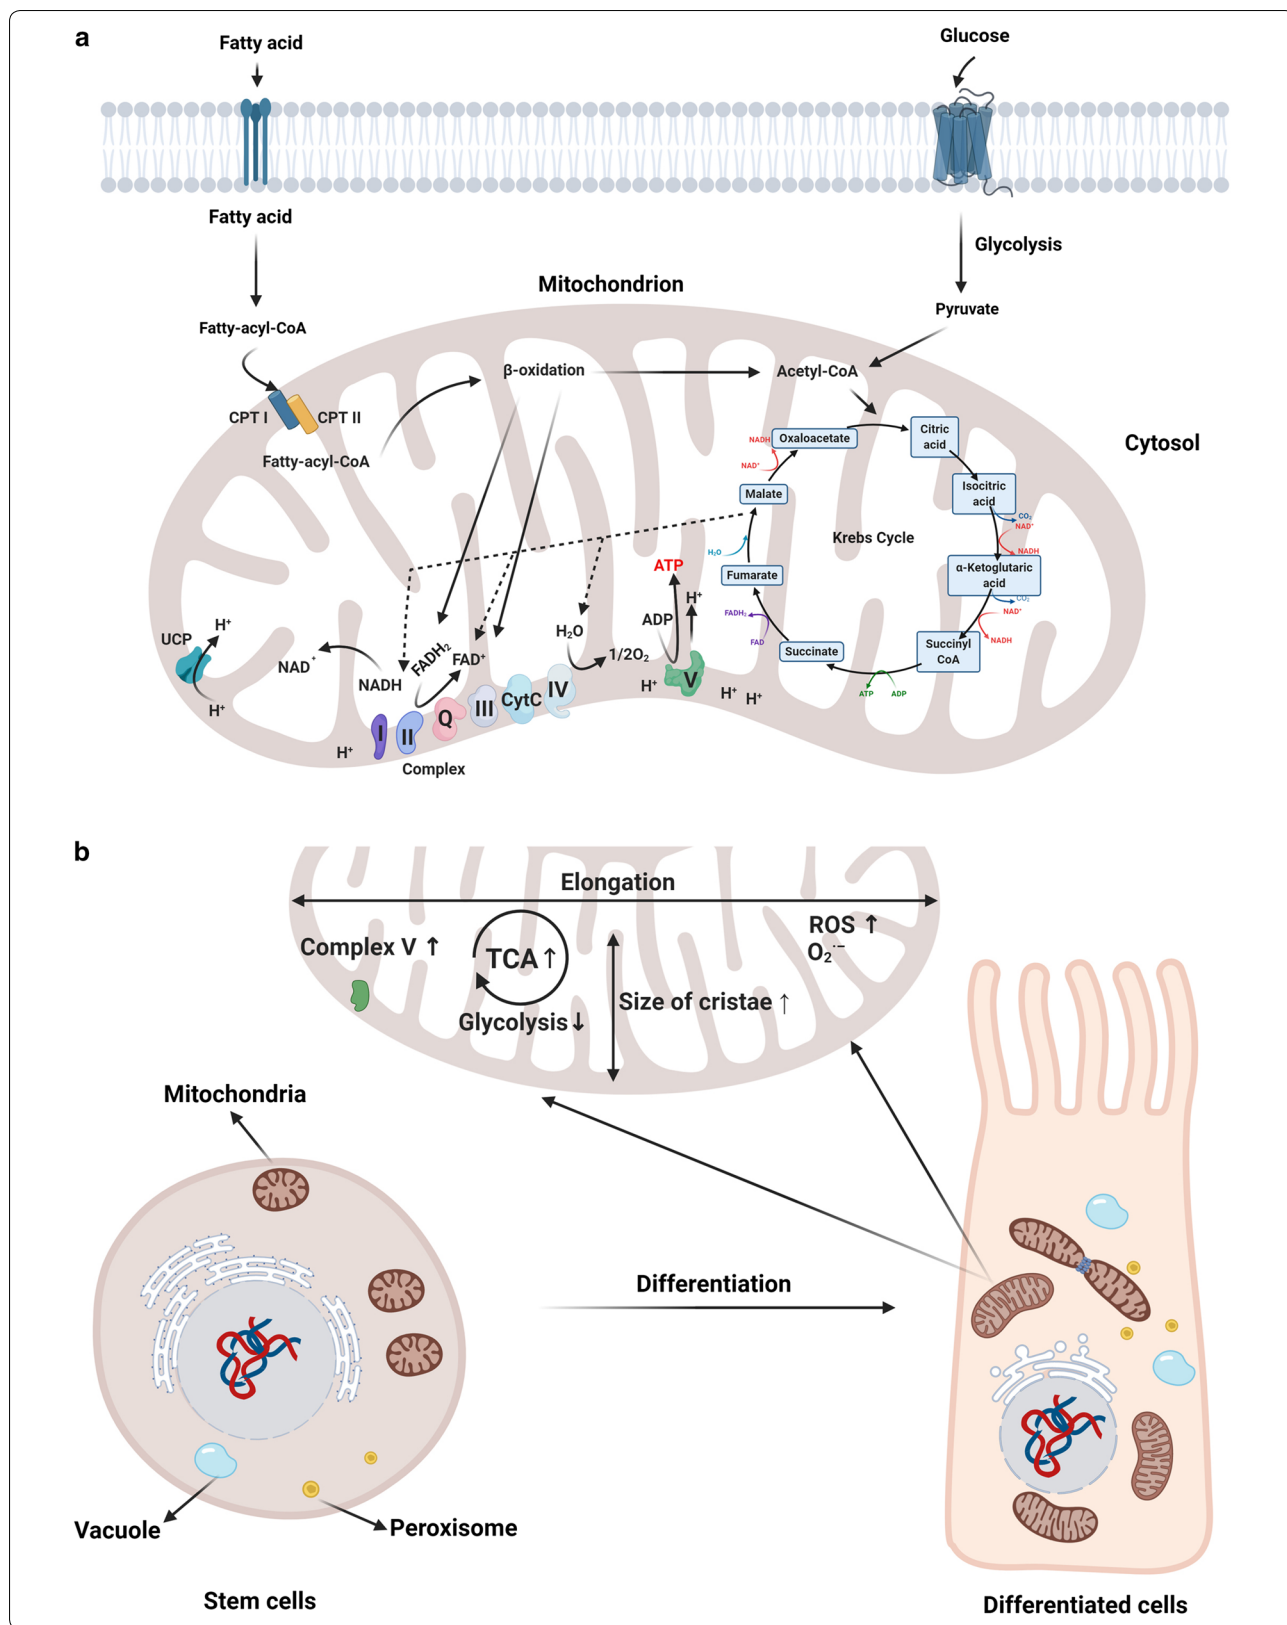 a
Fatty acid
Glucose
Fatty acid
Glycolysis
Mitochondrion
Pyruvate
Fatty-acyl-CoA
β-oxidation
Acetyl-CoA
CPT I
CPT II
Fatty-acyl-CoA
Cytosol
NADH
NAD⁺
Oxaloacetate
Citric
acid
Malate
Isocitric
acid
CO₂
NAD⁺
NADH
Krebs Cycle
H₂O
Fumarate
α-Ketoglutaric
acid
CO₂
NAD⁺
NADH
FADH₂
FAD
Succinate
Succinyl
CoA
ATP
ADP
ATP
H⁺
ADP
UCP
H⁺
H⁺
NAD⁺
NADH
FADH₂
FAD⁺
H₂O
1/2O₂
H⁺
H⁺
H⁺
H⁺
I
II
Q
III
CytC
IV
V
Complex
b
Elongation
Complex V ↑
TCA ↑
ROS ↑
O₂·−
Size of cristae ↑
Glycolysis↓
Mitochondria
Differentiation
Vacuole
Peroxisome
Stem cells
Differentiated cells